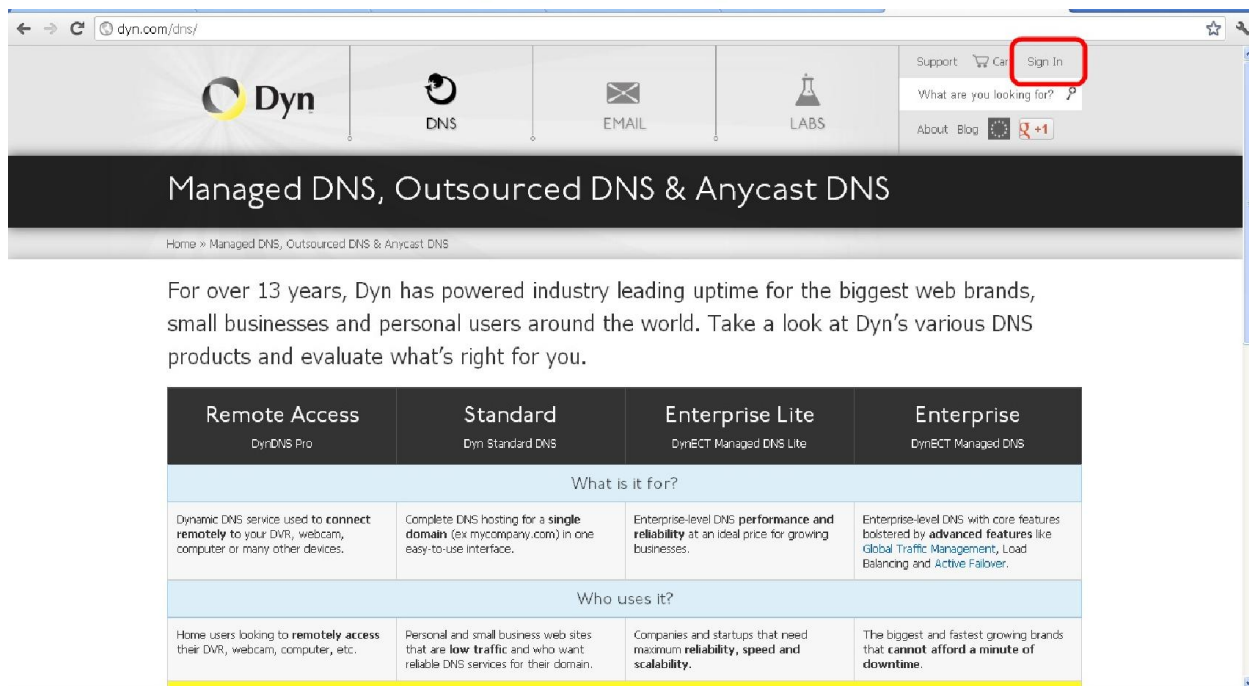 dyn.com/dns/
Support Car Sign In
Dyn
DNS
EMAIL
LABS
What are you looking for?
About Blog +1
Managed DNS, Outsourced DNS & Anycast DNS
Home » Managed DNS, Outsourced DNS & Anycast DNS
For over 13 years, Dyn has powered industry leading uptime for the biggest web brands,
small businesses and personal users around the world. Take a look at Dyn's various DNS
products and evaluate what's right for you.
Remote Access
DynDNS Pro
Standard
Dyn Standard DNS
Enterprise Lite
DynECT Managed DNS Lite
Enterprise
DynECT Managed DNS
What is it for?
Dynamic DNS service used to connect
remotely to your DVR, webcam,
computer or many other devices.
Complete DNS hosting for a single
domain (ex mycompany.com) in one
easy-to-use interface.
Enterprise-level DNS performance and
reliability at an ideal price for growing
businesses.
Enterprise-level DNS with core features
bolstered by advanced features like
Global Traffic Management, Load
Balancing and Active Failover.
Who uses it?
Home users looking to remotely access
their DVR, webcam, computer, etc.
Personal and small business web sites
that are low traffic and who want
reliable DNS services for their domain.
Companies and startups that need
maximum reliability, speed and
scalability.
The biggest and fastest growing brands
that cannot afford a minute of
downtime.